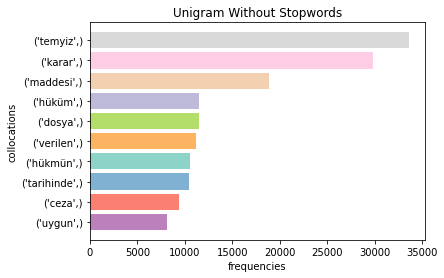 Unigram Without Stopwords
('temyiz',)
('karar',)
('maddesi',)
('hüküm',)
('dosya',)
('verilen',)
('hükmün',)
('tarihinde',)
('ceza',)
('uygun',)
collocations
0 5000 10000 15000 20000 25000 30000 35000
frequencies